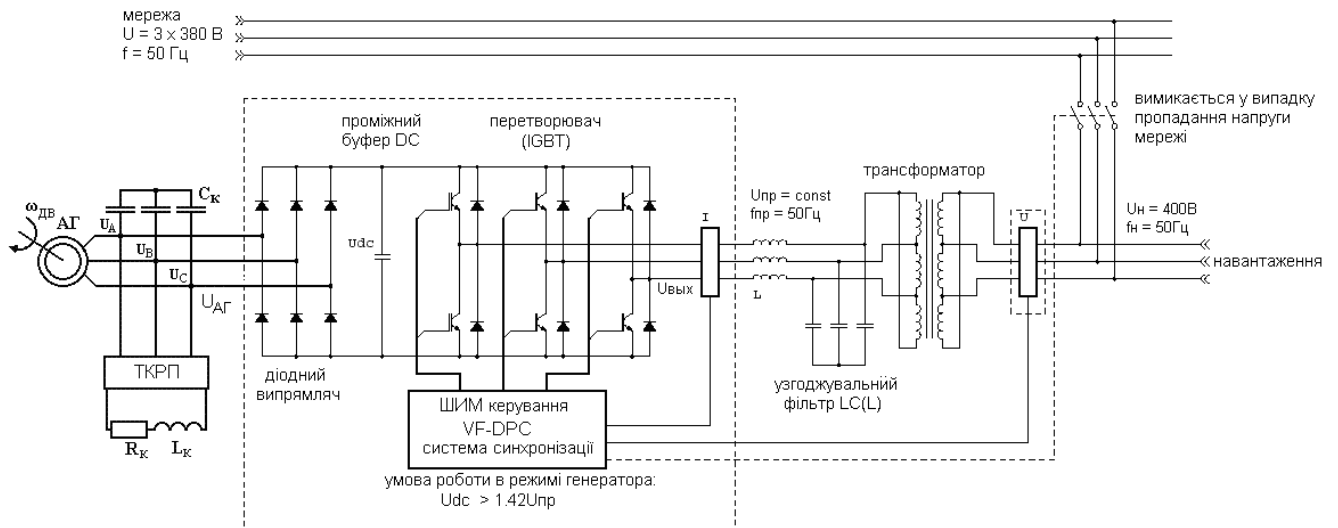 мережа
U = 3 x 380 В
f = 50 Гц
вимикається у випадку
пропадання напруги
мережі
проміжний
буфер DC
перетворювач
(IGBT)
трансформатор
Cк
ωДВ
АГ
UA
UB
UC
UАГ
Udc
I
Uпр = const
fпр = 50Гц
U
Uн = 400В
fн = 50Гц
навантаження
Uвых
L
ТКРП
Rк
Lк
діодний
випрямляч
ШИМ керування
VF-DPC
система синхронізації
узгоджувальний
фільтр LC(L)
умова роботи в режимі генератора:
Udc > 1.42Uпр